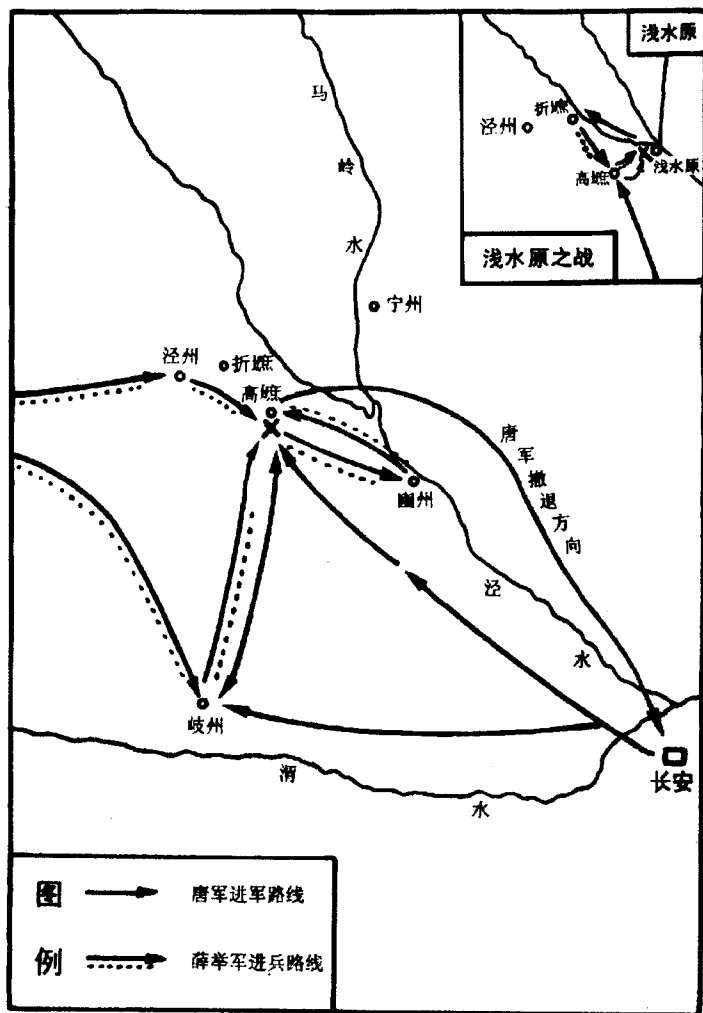 浅水原
折墌
泾州
浅水原
高墌
浅水原之战
马岭水
宁州
泾州
折墌
高墌
豳州
唐军撤退方向
泾水
岐州
渭水
长安
图例
唐军进军路线
薛举军进兵路线